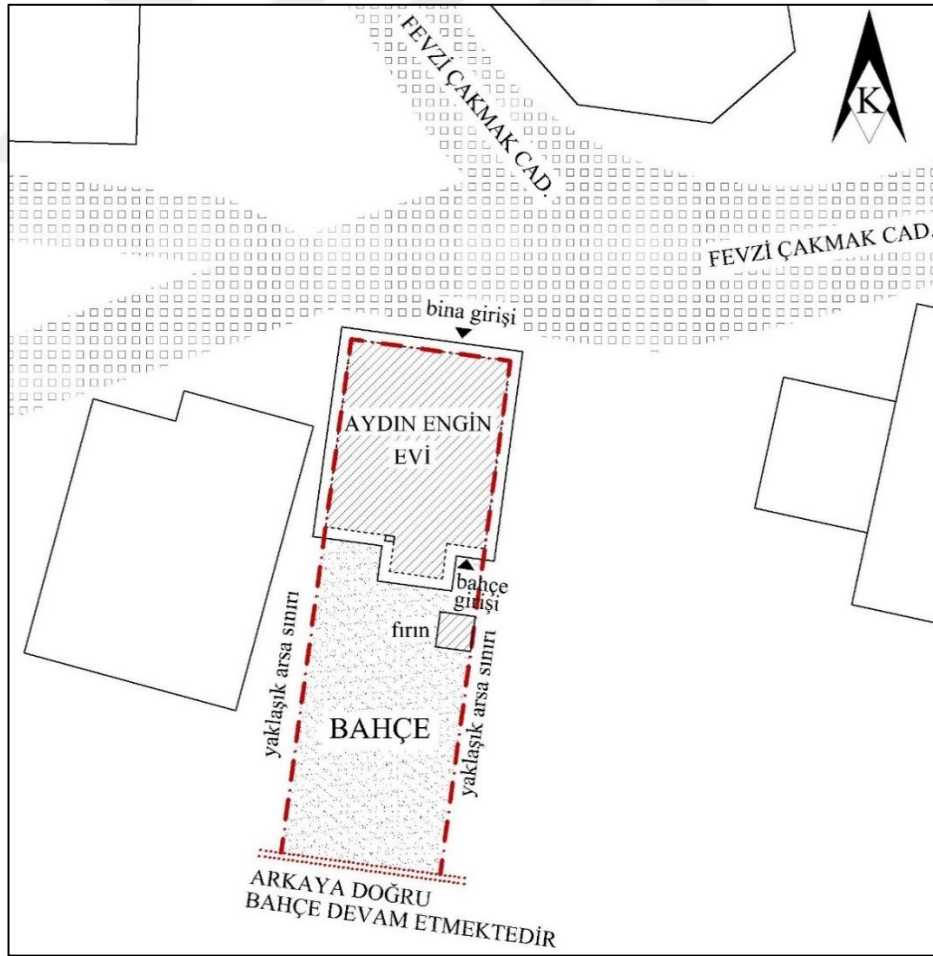 FEVZİ ÇAKMAK CAD.
K
FEVZİ ÇAKMAK CAD.
bina girişi
AYDIN ENGİN
EVİ
bahçe
girişi
fırın
yaklaşık arsa sınırı
yaklaşık arsa sınırı
BAHÇE
ARKAYA DOĞRU
BAHÇE DEVAM ETMEKTEDİR